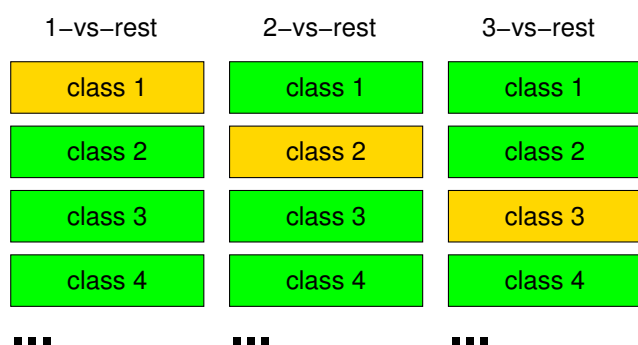 1−vs−rest 2−vs−rest 3−vs−rest
class 1 class 1 class 1
class 2 class 2 class 2
class 3 class 3 class 3
class 4 class 4 class 4
... ... ...